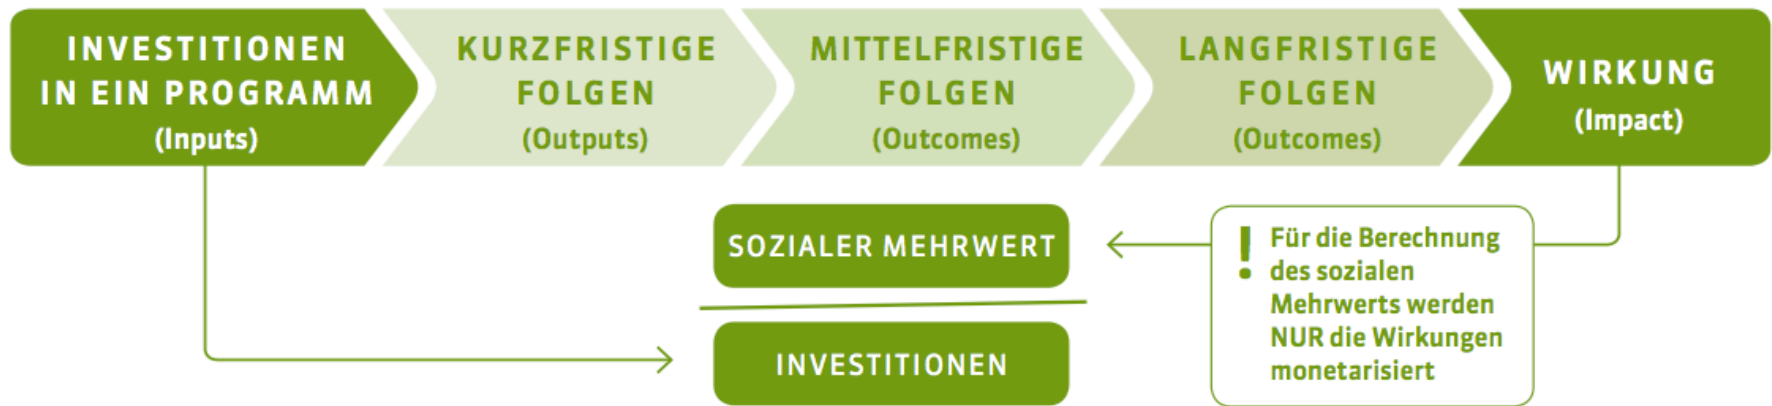 INVESTITIONEN
IN EIN PROGRAMM
(Inputs)
KURZFRISTIGE
FOLGEN
(Outputs)
MITTELFRISTIGE
FOLGEN
(Outcomes)
LANGFRISTIGE
FOLGEN
(Outcomes)
WIRKUNG
(Impact)
SOZIALER MEHRWERT
INVESTITIONEN
! Für die Berechnung
des sozialen
Mehrwerts werden
NUR die Wirkungen
monetarisiert